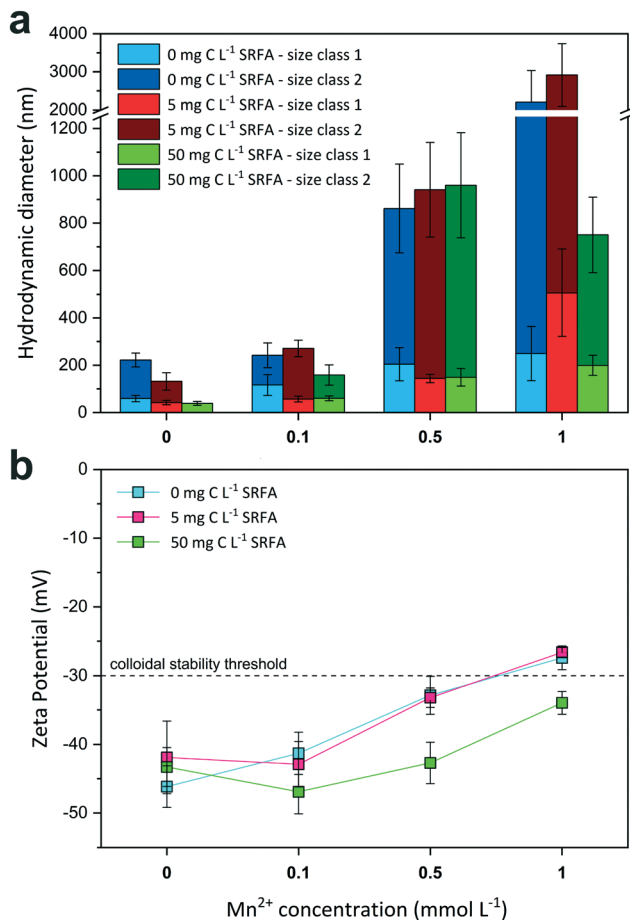 a
Hydrodynamic diameter (nm)
4000
3000
2000
1200
1000
800
600
400
200
0
0 mg C L⁻¹ SRFA - size class 1
0 mg C L⁻¹ SRFA - size class 2
5 mg C L⁻¹ SRFA - size class 1
5 mg C L⁻¹ SRFA - size class 2
50 mg C L⁻¹ SRFA - size class 1
50 mg C L⁻¹ SRFA - size class 2
0 0.1 0.5 1
b
Zeta Potential (mV)
0
-10
-20
-30
-40
-50
0 mg C L⁻¹ SRFA
5 mg C L⁻¹ SRFA
50 mg C L⁻¹ SRFA
colloidal stability threshold
0 0.1 0.5 1
Mn²⁺ concentration (mmol L⁻¹)